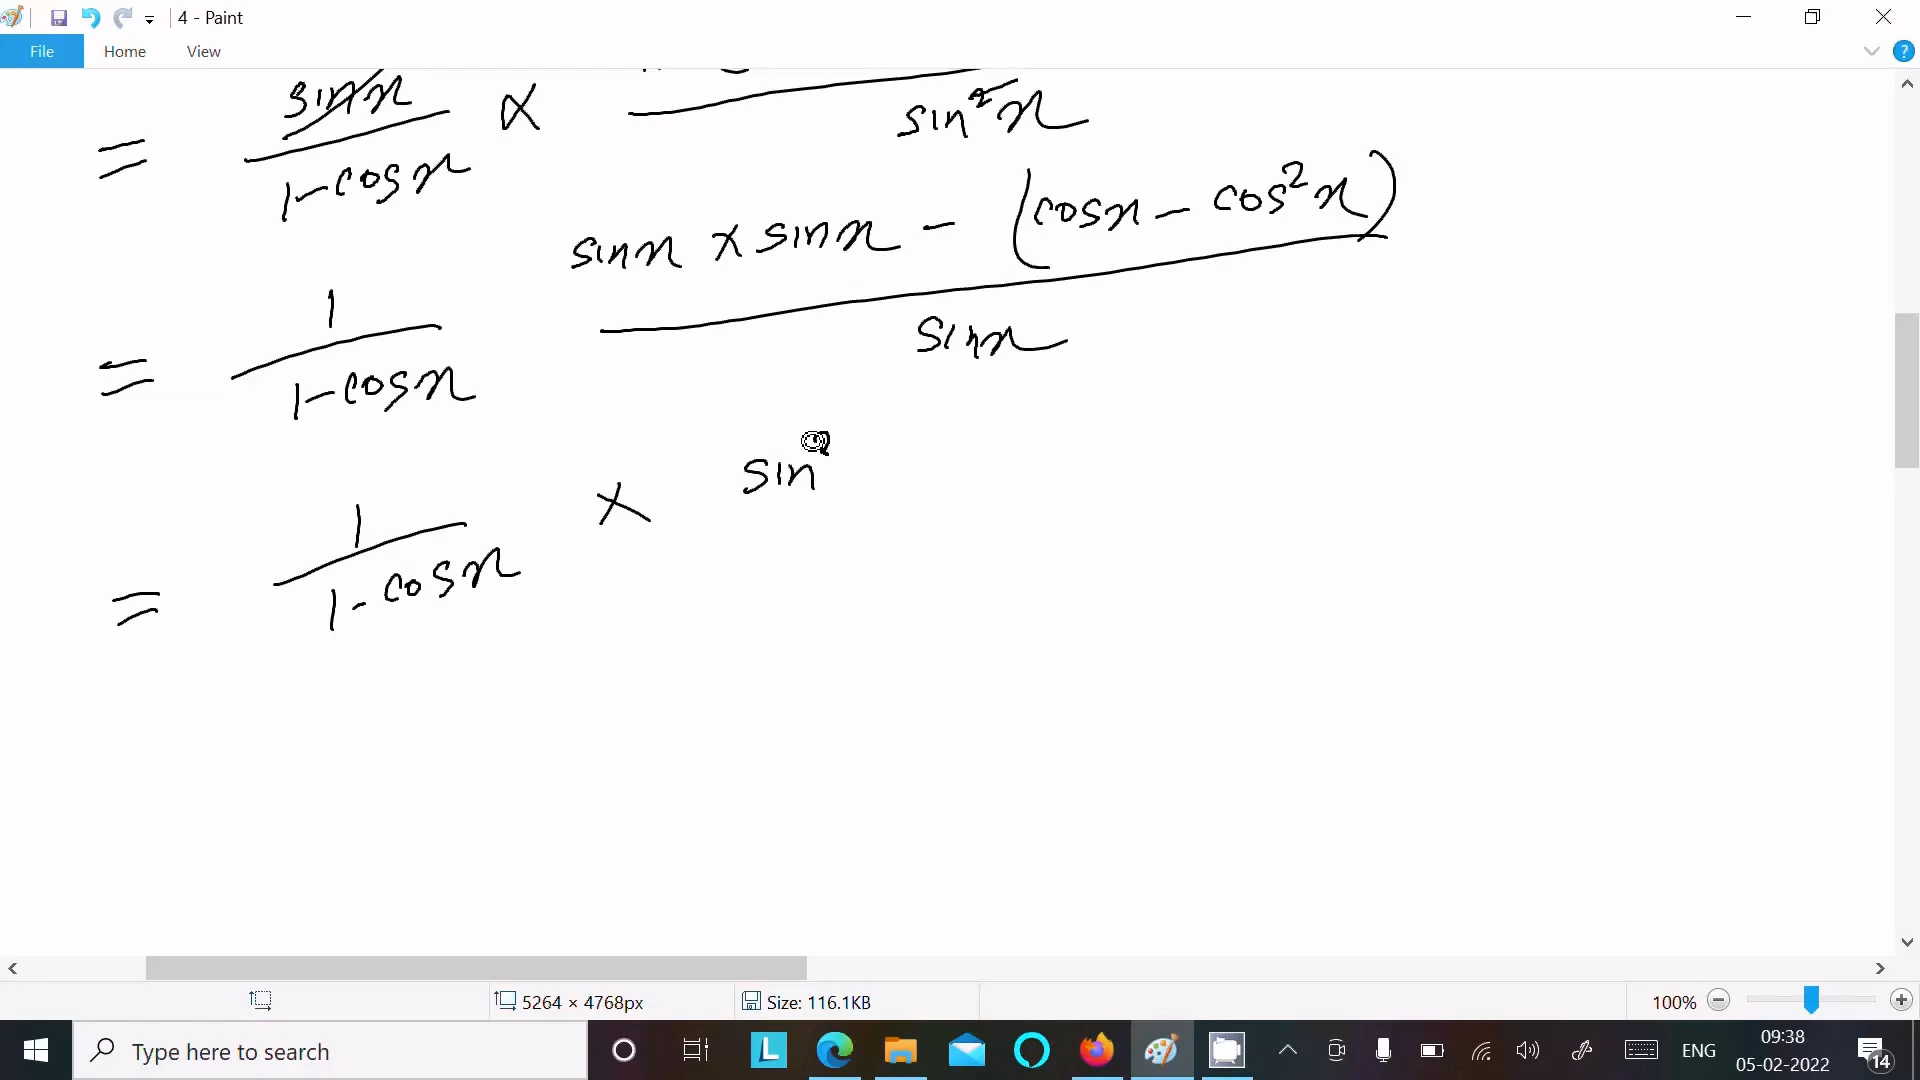 4 - Paint
File Home View
= sinx / 1-cosx × / sin²x
= 1 / 1-cosx sinx × sinx - (cosx - cos²x) / sinx
= 1 / 1-cosx × sin²
5264 × 4768px Size: 116.1KB 100%
Type here to search L ENG 09:38 05-02-2022 14